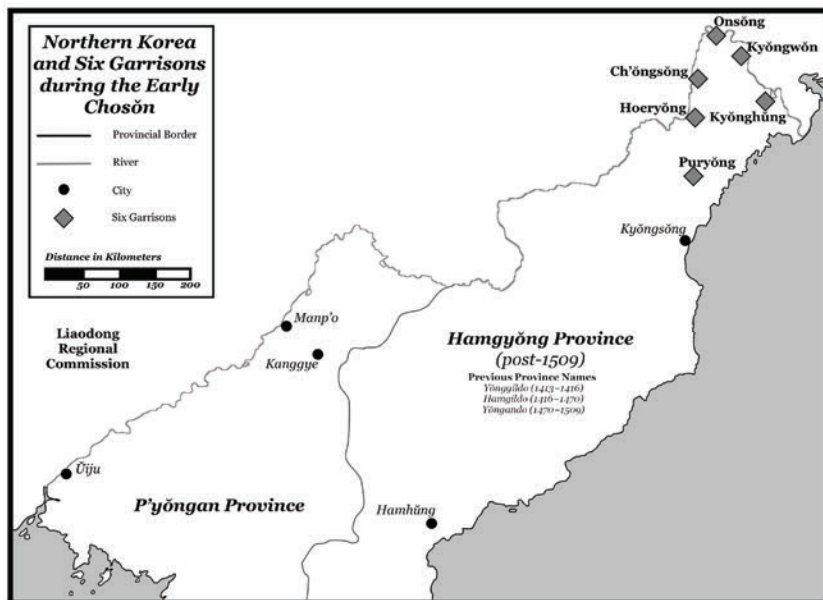 Northern Korea
and Six Garrisons
during the Early
Chosŏn
Provincial Border
River
City
Six Garrisons
Distance in Kilometers
50 100 150 200
Onsŏng
Kyŏngwŏn
Ch'ŏngsŏng
Hoeryŏng
Kyŏnghŭng
Puryŏng
Kyŏngsŏng
Manp'o
Kanggye
Liaodong
Regional
Commission
Hamgyŏng Province
(post-1509)
Previous Province Names
Yŏnggildo (1413–1416)
Hamgildo (1416–1470)
Yŏngando (1470–1509)
Ŭiju
P'yŏngan Province
Hamhŭng